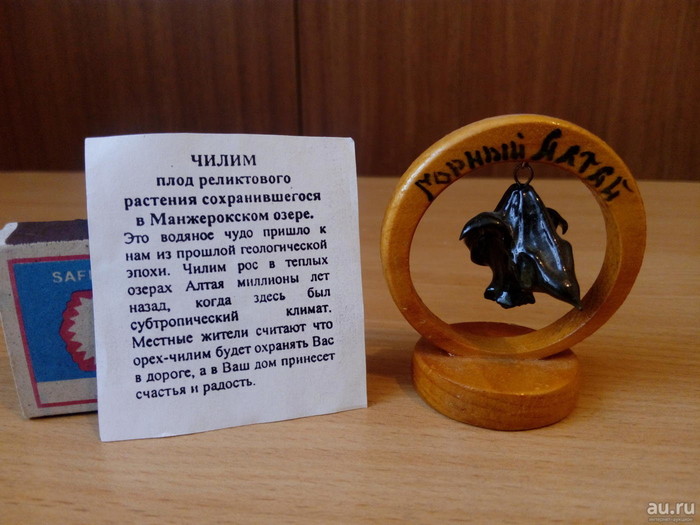 ЧИЛИМ
плод реликтового
растения сохранившегося
в Манжерокском озере.
Это водяное чудо пришло к
нам из прошлой геологической
эпохи. Чилим рос в теплых
озерах Алтая миллионы лет
назад, когда здесь был
субтропический климат.
Местные жители считают что
орех-чилим будет охранять Вас
в дороге, а в Ваш дом принесет
счастья и радость.
SAF
ГОРНЫЙ АЛТАЙ
au.ru